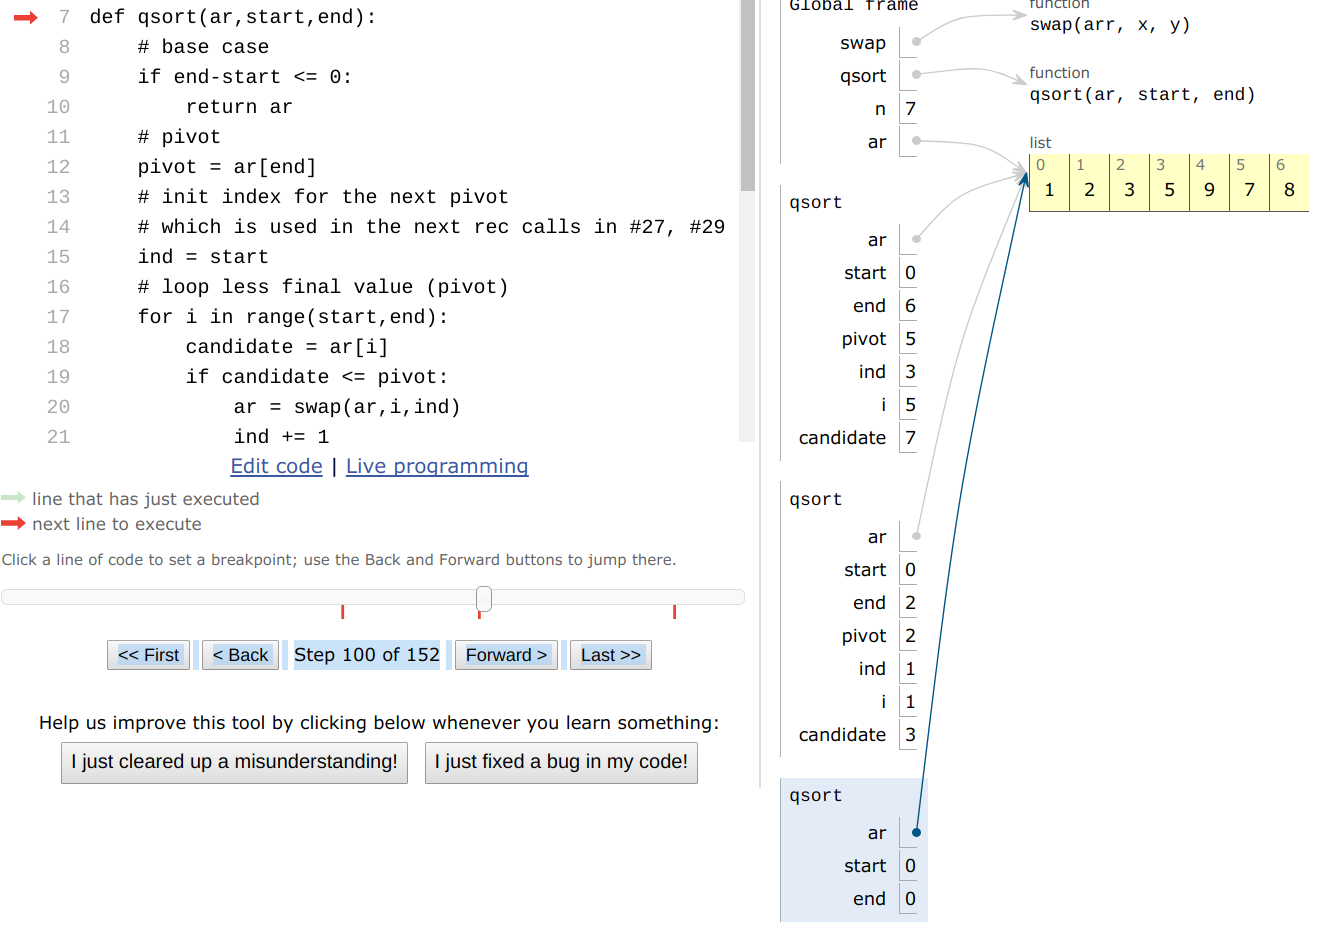 7 def qsort(ar,start,end):
8 # base case
9 if end-start <= 0:
10 return ar
11 # pivot
12 pivot = ar[end]
13 # init index for the next pivot
14 # which is used in the next rec calls in #27, #29
15 ind = start
16 # loop less final value (pivot)
17 for i in range(start,end):
18 candidate = ar[i]
19 if candidate <= pivot:
20 ar = swap(ar,i,ind)
21 ind += 1
Edit code | Live programming
line that has just executed
next line to execute
Click a line of code to set a breakpoint; use the Back and Forward buttons to jump there.
<< First < Back Step 100 of 152 Forward > Last >>
Help us improve this tool by clicking below whenever you learn something:
I just cleared up a misunderstanding! I just fixed a bug in my code!
Global frame
swap
qsort
n 7
ar
function
swap(arr, x, y)
function
qsort(ar, start, end)
list
0 1 2 3 4 5 6
1 2 3 5 9 7 8
qsort
ar
start 0
end 6
pivot 5
ind 3
i 5
candidate 7
qsort
ar
start 0
end 2
pivot 2
ind 1
i 1
candidate 3
qsort
ar
start 0
end 0